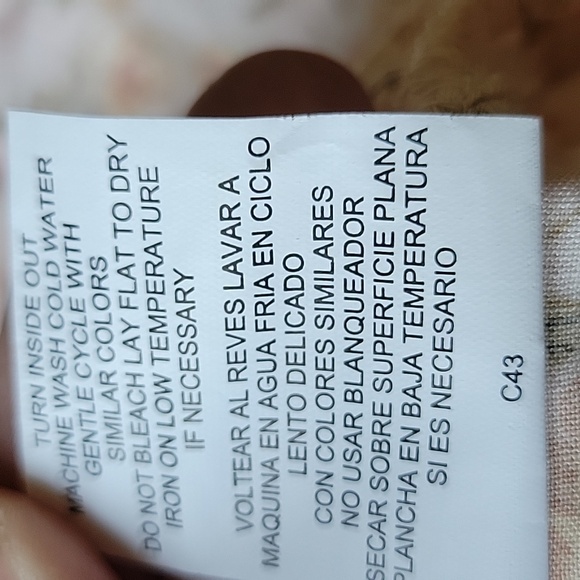 TURN INSIDE OUT
MACHINE WASH COLD WATER
GENTLE CYCLE WITH
SIMILAR COLORS
DO NOT BLEACH LAY FLAT TO DRY
IRON ON LOW TEMPERATURE
IF NECESSARY
VOLTEAR AL REVES LAVAR A
MAQUINA EN AGUA FRIA EN CICLO
LENTO DELICADO
CON COLORES SIMILARES
NO USAR BLANQUEADOR
SECAR SOBRE SUPERFICIE PLANA
PLANCHA EN BAJA TEMPERATURA
SI ES NECESARIO
C43